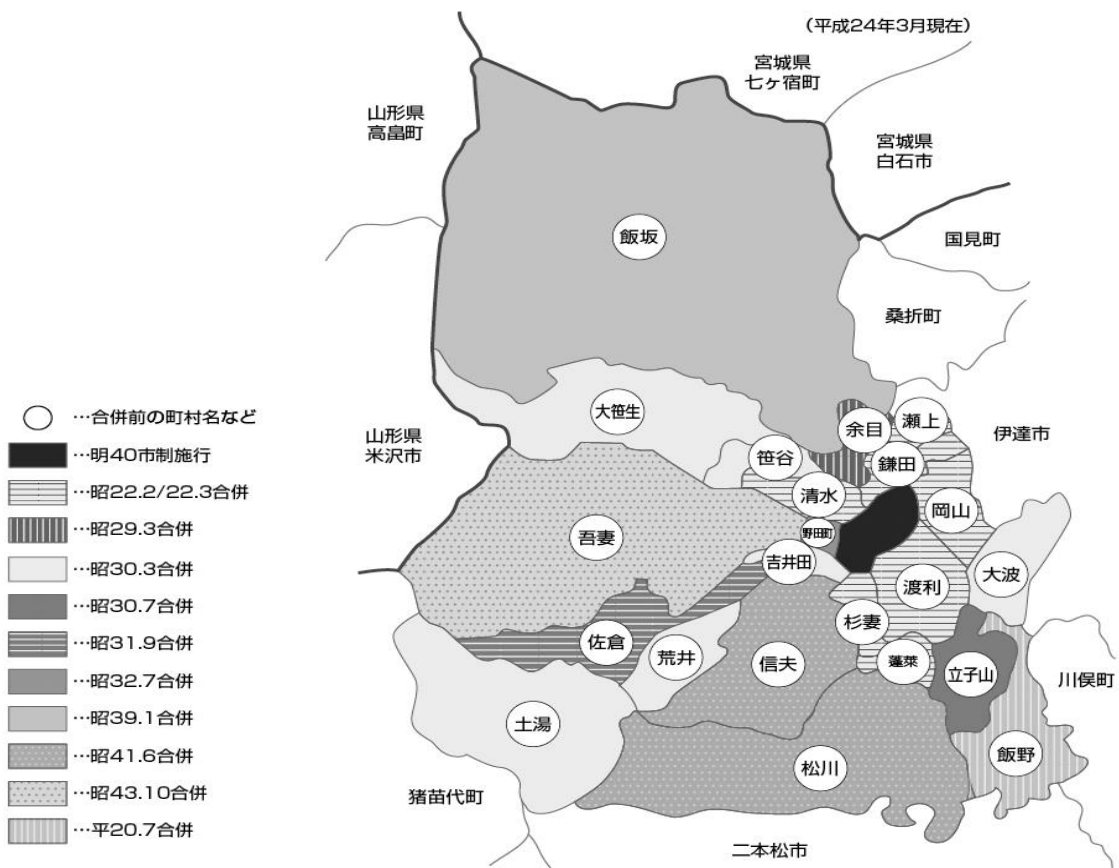 (平成24年3月現在)
宮城県
七ヶ宿町
山形県
高畠町
宮城県
白石市
国見町
飯坂
桑折町
…合併前の町村名など
…明40市制施行
…昭22.2/22.3合併
…昭29.3合併
…昭30.3合併
…昭30.7合併
…昭31.9合併
…昭32.7合併
…昭39.1合併
…昭41.6合併
…昭43.10合併
…平20.7合併
山形県
米沢市
大笹生
余目
瀬上
伊達市
笹谷
鎌田
清水
岡山
吾妻
野田町
吉井田
大波
渡利
杉妻
佐倉
荒井
信夫
蓬萊
立子山
川俣町
土湯
飯野
松川
猪苗代町
二本松市